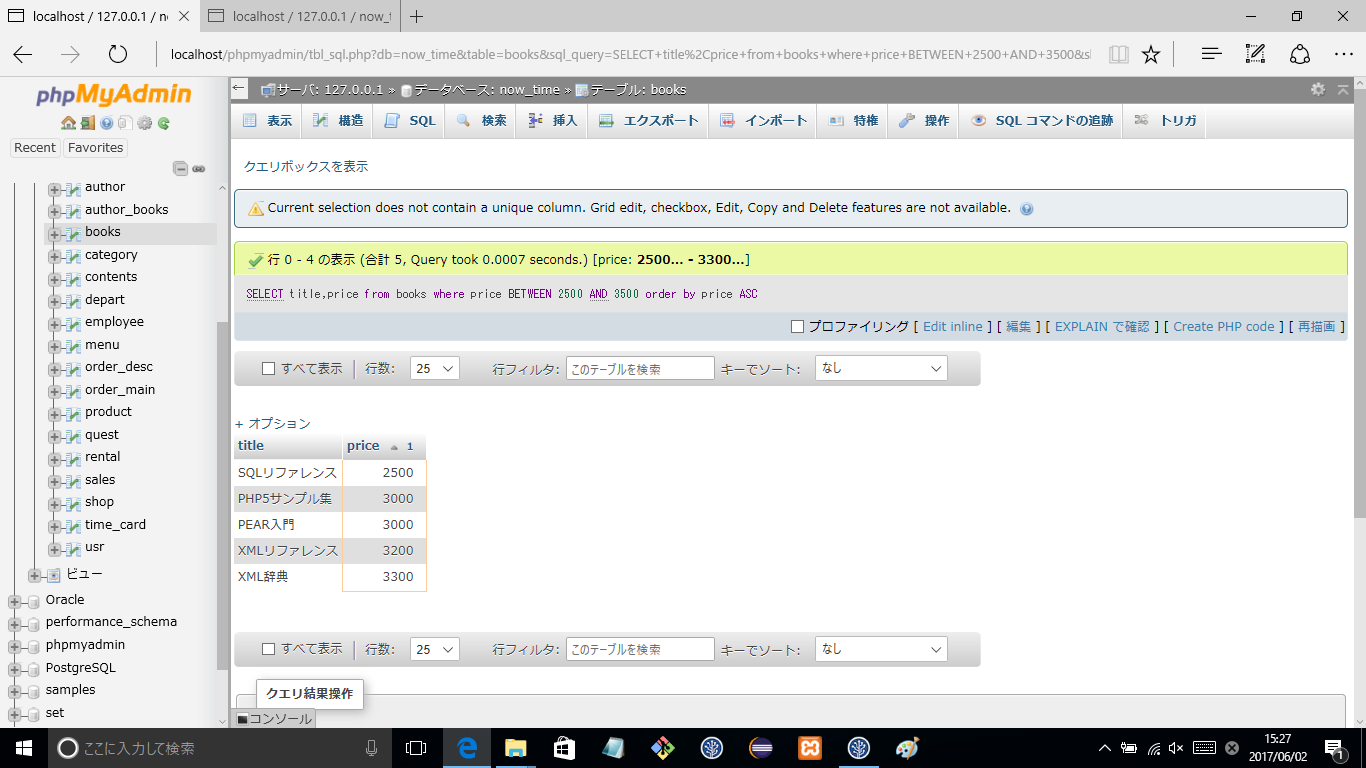 localhost / 127.0.0.1 / no
localhost / 127.0.0.1 / now_t
localhost/phpmyadmin/tbl_sql.php?db=now_time&table=books&sql_query=SELECT+title%2Cprice+from+books+where+price+BETWEEN+2500+AND+3500&sl
phpMyAdmin
Recent Favorites
author
author_books
books
category
contents
depart
employee
menu
order_desc
order_main
product
quest
rental
sales
shop
time_card
usr
ビュー
Oracle
performance_schema
phpmyadmin
PostgreSQL
samples
set
サーバ: 127.0.0.1 » データベース: now_time » テーブル: books
表示 構造 SQL 検索 挿入 エクスポート インポート 特権 操作 SQL コマンドの追跡 トリガ
クエリボックスを表示
Current selection does not contain a unique column. Grid edit, checkbox, Edit, Copy and Delete features are not available.
行 0 - 4 の表示 (合計 5, Query took 0.0007 seconds.) [price: 2500... - 3300...]
SELECT title,price from books where price BETWEEN 2500 AND 3500 order by price ASC
プロファイリング [ Edit inline ] [ 編集 ] [ EXPLAIN で確認 ] [ Create PHP code ] [ 再描画 ]
すべて表示 行数: 25 行フィルタ: このテーブルを検索 キーでソート: なし
+ オプション
title price 1
SQLリファレンス 2500
PHP5サンプル集 3000
PEAR入門 3000
XMLリファレンス 3200
XML辞典 3300
すべて表示 行数: 25 行フィルタ: このテーブルを検索 キーでソート: なし
クエリ結果操作
コンソール
ここに入力して検索
15:27
2017/06/02
1